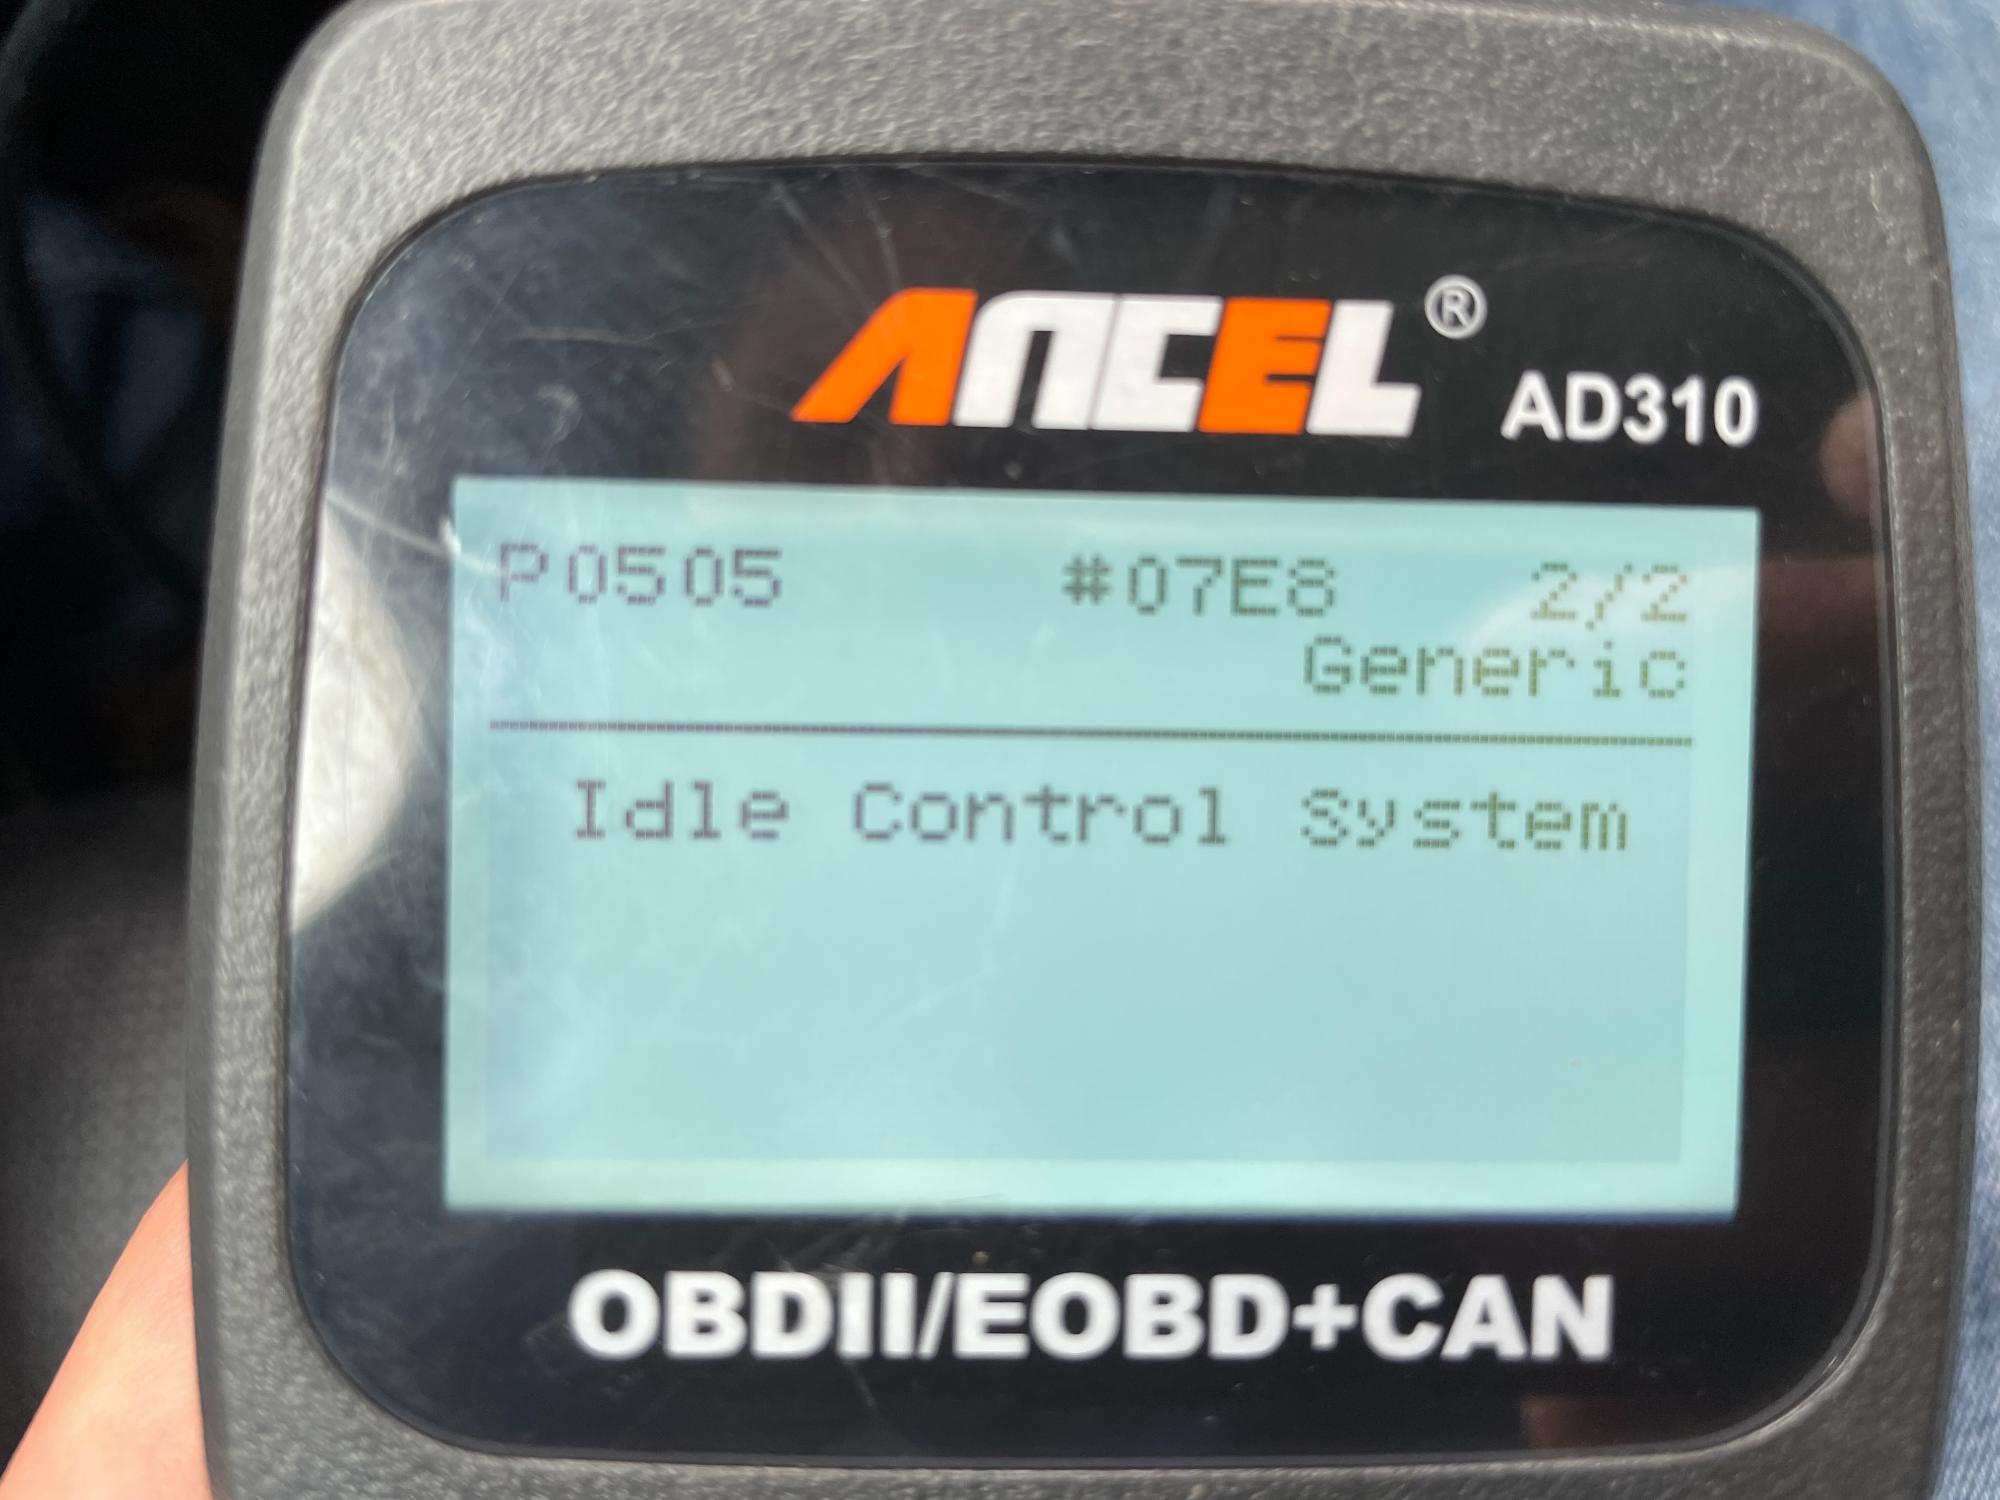 ANCEL® AD310
P0505 #07E8 2/2
Generic
Idle Control System
OBDII/EOBD+CAN